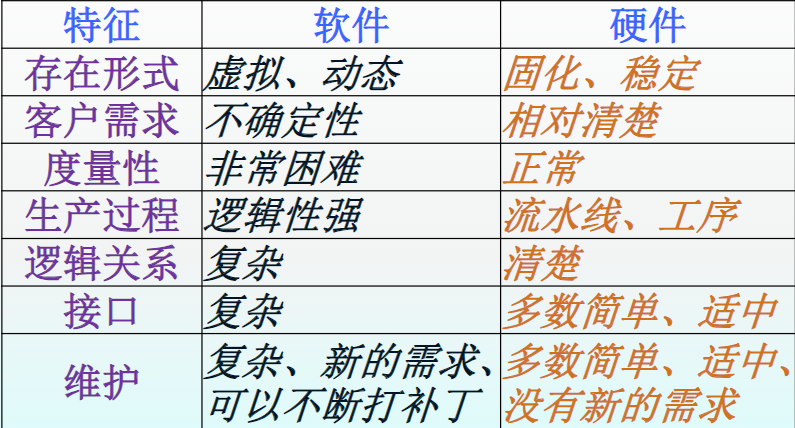 特征 软件 硬件
存在形式 虚拟、动态 固化、稳定
客户需求 不确定性 相对清楚
度量性 非常困难 正常
生产过程 逻辑性强 流水线、工序
逻辑关系 复杂 清楚
接口 复杂 多数简单、适中
维护 复杂、新的需求、 多数简单、适中、
可以不断打补丁 没有新的需求